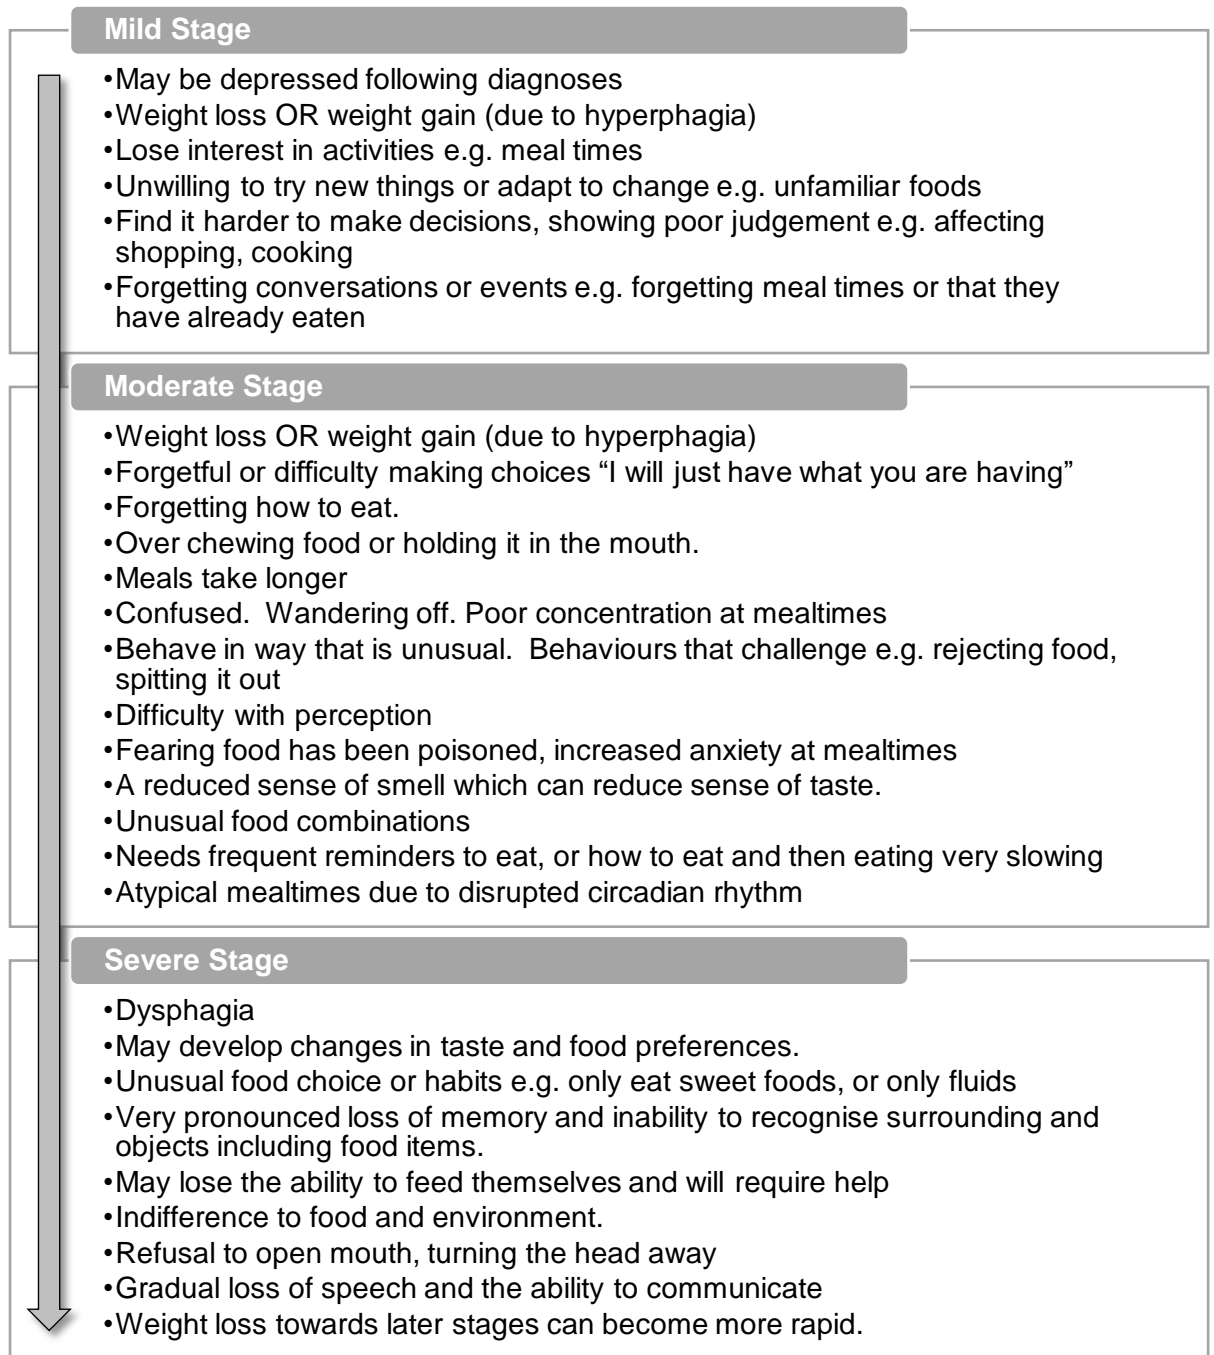 Mild Stage
•May be depressed following diagnoses
•Weight loss OR weight gain (due to hyperphagia)
•Lose interest in activities e.g. meal times
•Unwilling to try new things or adapt to change e.g. unfamiliar foods
•Find it harder to make decisions, showing poor judgement e.g. affecting
shopping, cooking
•Forgetting conversations or events e.g. forgetting meal times or that they
have already eaten
Moderate Stage
•Weight loss OR weight gain (due to hyperphagia)
•Forgetful or difficulty making choices “I will just have what you are having”
•Forgetting how to eat.
•Over chewing food or holding it in the mouth.
•Meals take longer
•Confused.  Wandering off. Poor concentration at mealtimes
•Behave in way that is unusual.  Behaviours that challenge e.g. rejecting food,
spitting it out
•Difficulty with perception
•Fearing food has been poisoned, increased anxiety at mealtimes
•A reduced sense of smell which can reduce sense of taste.
•Unusual food combinations
•Needs frequent reminders to eat, or how to eat and then eating very slowing
•Atypical mealtimes due to disrupted circadian rhythm
Severe Stage
•Dysphagia
•May develop changes in taste and food preferences.
•Unusual food choice or habits e.g. only eat sweet foods, or only fluids
•Very pronounced loss of memory and inability to recognise surrounding and
objects including food items.
•May lose the ability to feed themselves and will require help
•Indifference to food and environment.
•Refusal to open mouth, turning the head away
•Gradual loss of speech and the ability to communicate
•Weight loss towards later stages can become more rapid.